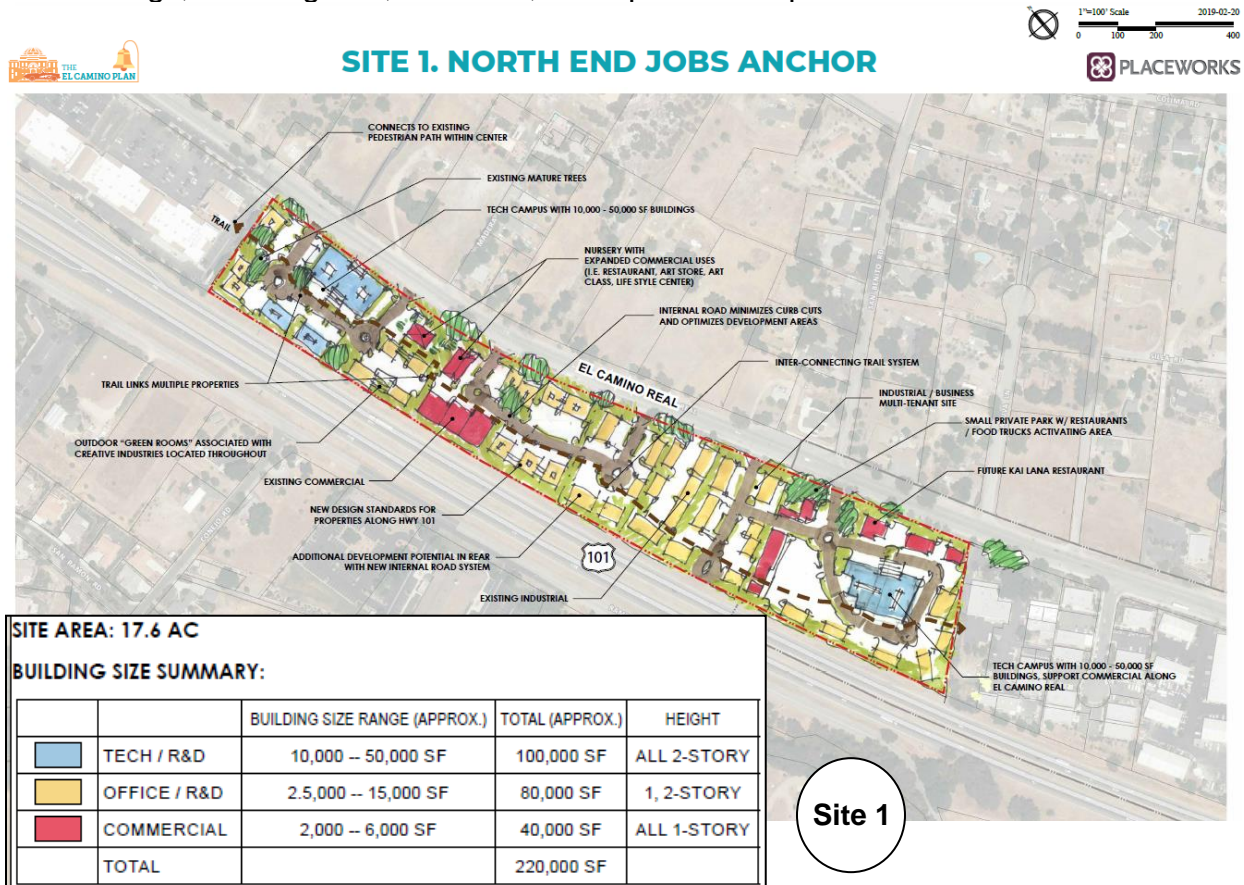 1"=100' Scale
2019-02-20
0 100 200 400
THE
EL CAMINO PLAN
SITE 1. NORTH END JOBS ANCHOR
PLACEWORKS
CONNECTS TO EXISTING
PEDESTRIAN PATH WITHIN CENTER
EXISTING MATURE TREES
TRAIL
TECH CAMPUS WITH 10,000 - 50,000 SF BUILDINGS
NURSERY WITH
EXPANDED COMMERCIAL USES
(I.E. RESTAURANT, ART STORE, ART
CLASS, LIFE STYLE CENTER)
INTERNAL ROAD MINIMIZES CURB CUTS
AND OPTIMIZES DEVELOPMENT AREAS
EL CAMINO REAL
INTER-CONNECTING TRAIL SYSTEM
TRAIL LINKS MULTIPLE PROPERTIES
INDUSTRIAL / BUSINESS
MULTI-TENANT SITE
SMALL PRIVATE PARK W/ RESTAURANTS
/ FOOD TRUCKS ACTIVATING AREA
OUTDOOR "GREEN ROOMS" ASSOCIATED WITH
CREATIVE INDUSTRIES LOCATED THROUGHOUT
FUTURE KAI LANA RESTAURANT
EXISTING COMMERCIAL
NEW DESIGN STANDARDS FOR
PROPERTIES ALONG HWY 101
ADDITIONAL DEVELOPMENT POTENTIAL IN REAR
WITH NEW INTERNAL ROAD SYSTEM
101
EXISTING INDUSTRIAL
SAN BENITO RD
SAN RAMON RD
TECH CAMPUS WITH 10,000 - 50,000 SF
BUILDINGS, SUPPORT COMMERCIAL ALONG
EL CAMINO REAL
SITE AREA: 17.6 AC
BUILDING SIZE SUMMARY:
BUILDING SIZE RANGE (APPROX.) TOTAL (APPROX.) HEIGHT
TECH / R&D 10,000 -- 50,000 SF 100,000 SF ALL 2-STORY
OFFICE / R&D 2.5,000 -- 15,000 SF 80,000 SF 1, 2-STORY
COMMERCIAL 2,000 -- 6,000 SF 40,000 SF ALL 1-STORY
TOTAL 220,000 SF
Site 1